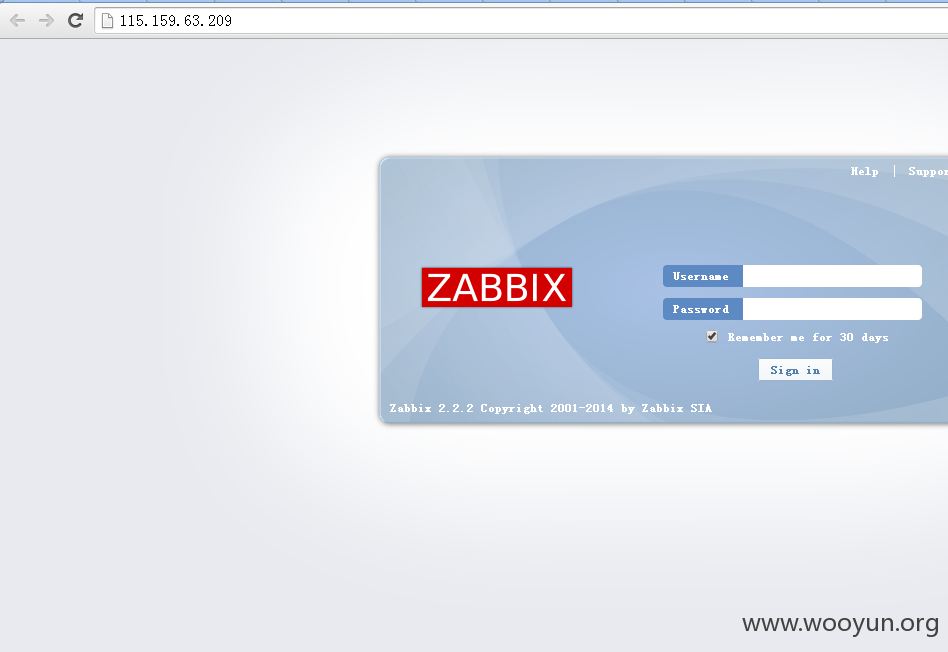 115.159.63.209
Help | Suppor
ZABBIX
Username
Password
Remember me for 30 days
Sign in
Zabbix 2.2.2 Copyright 2001-2014 by Zabbix SIA
www.wooyun.org